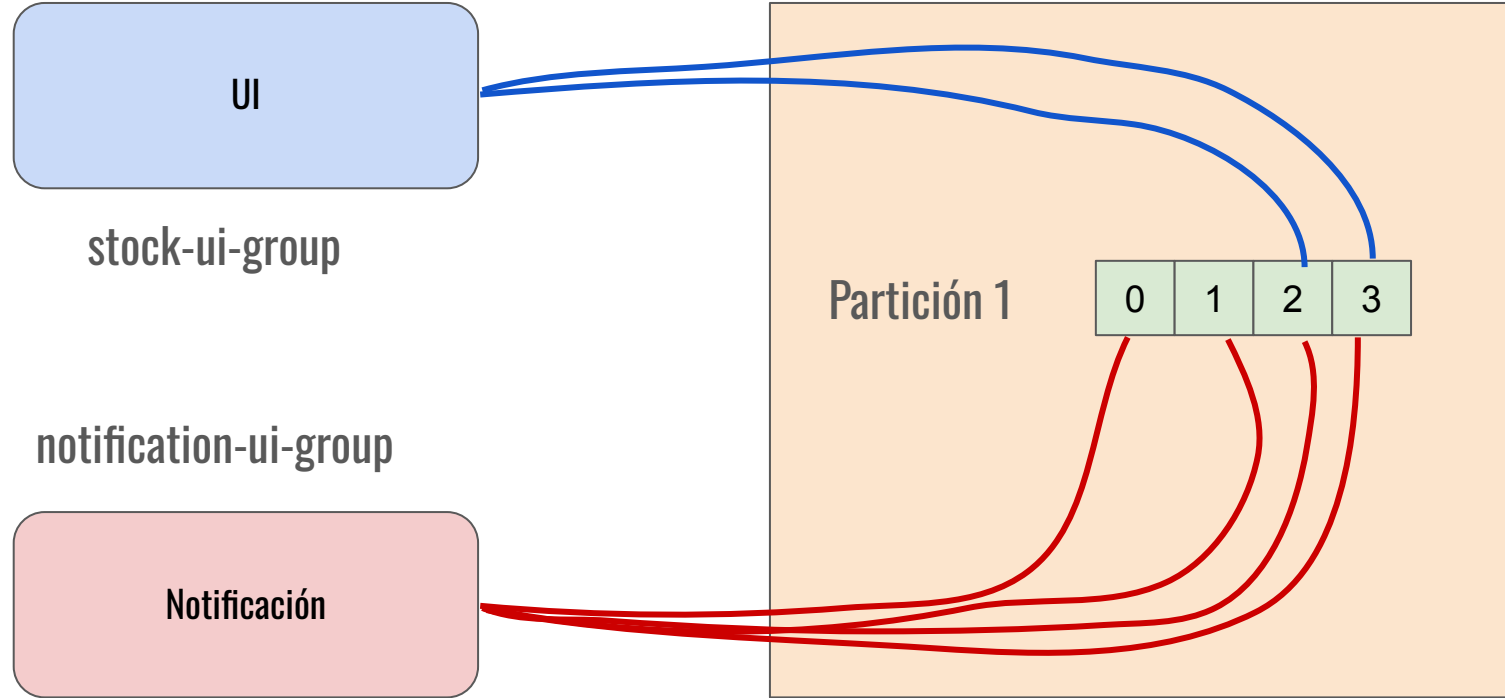 UI
stock-ui-group
Partición 1
0 1 2 3
notification-ui-group
Notificación